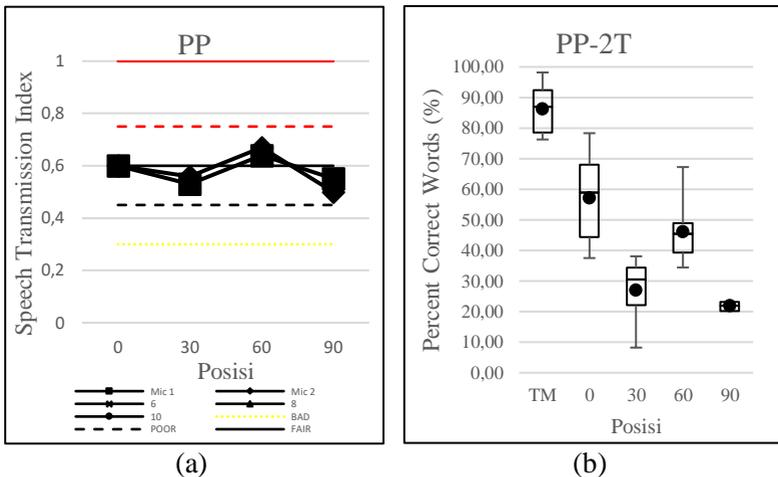 PP
Speech Transmission Index
1
0,8
0,6
0,4
0,2
0
0 30 60 90
Posisi
Mic 1 Mic 2
6 8
10 BAD
POOR FAIR
(a)
PP-2T
Percent Correct Words (%)
100,00
90,00
80,00
70,00
60,00
50,00
40,00
30,00
20,00
10,00
0,00
TM 0 30 60 90
Posisi
(b)